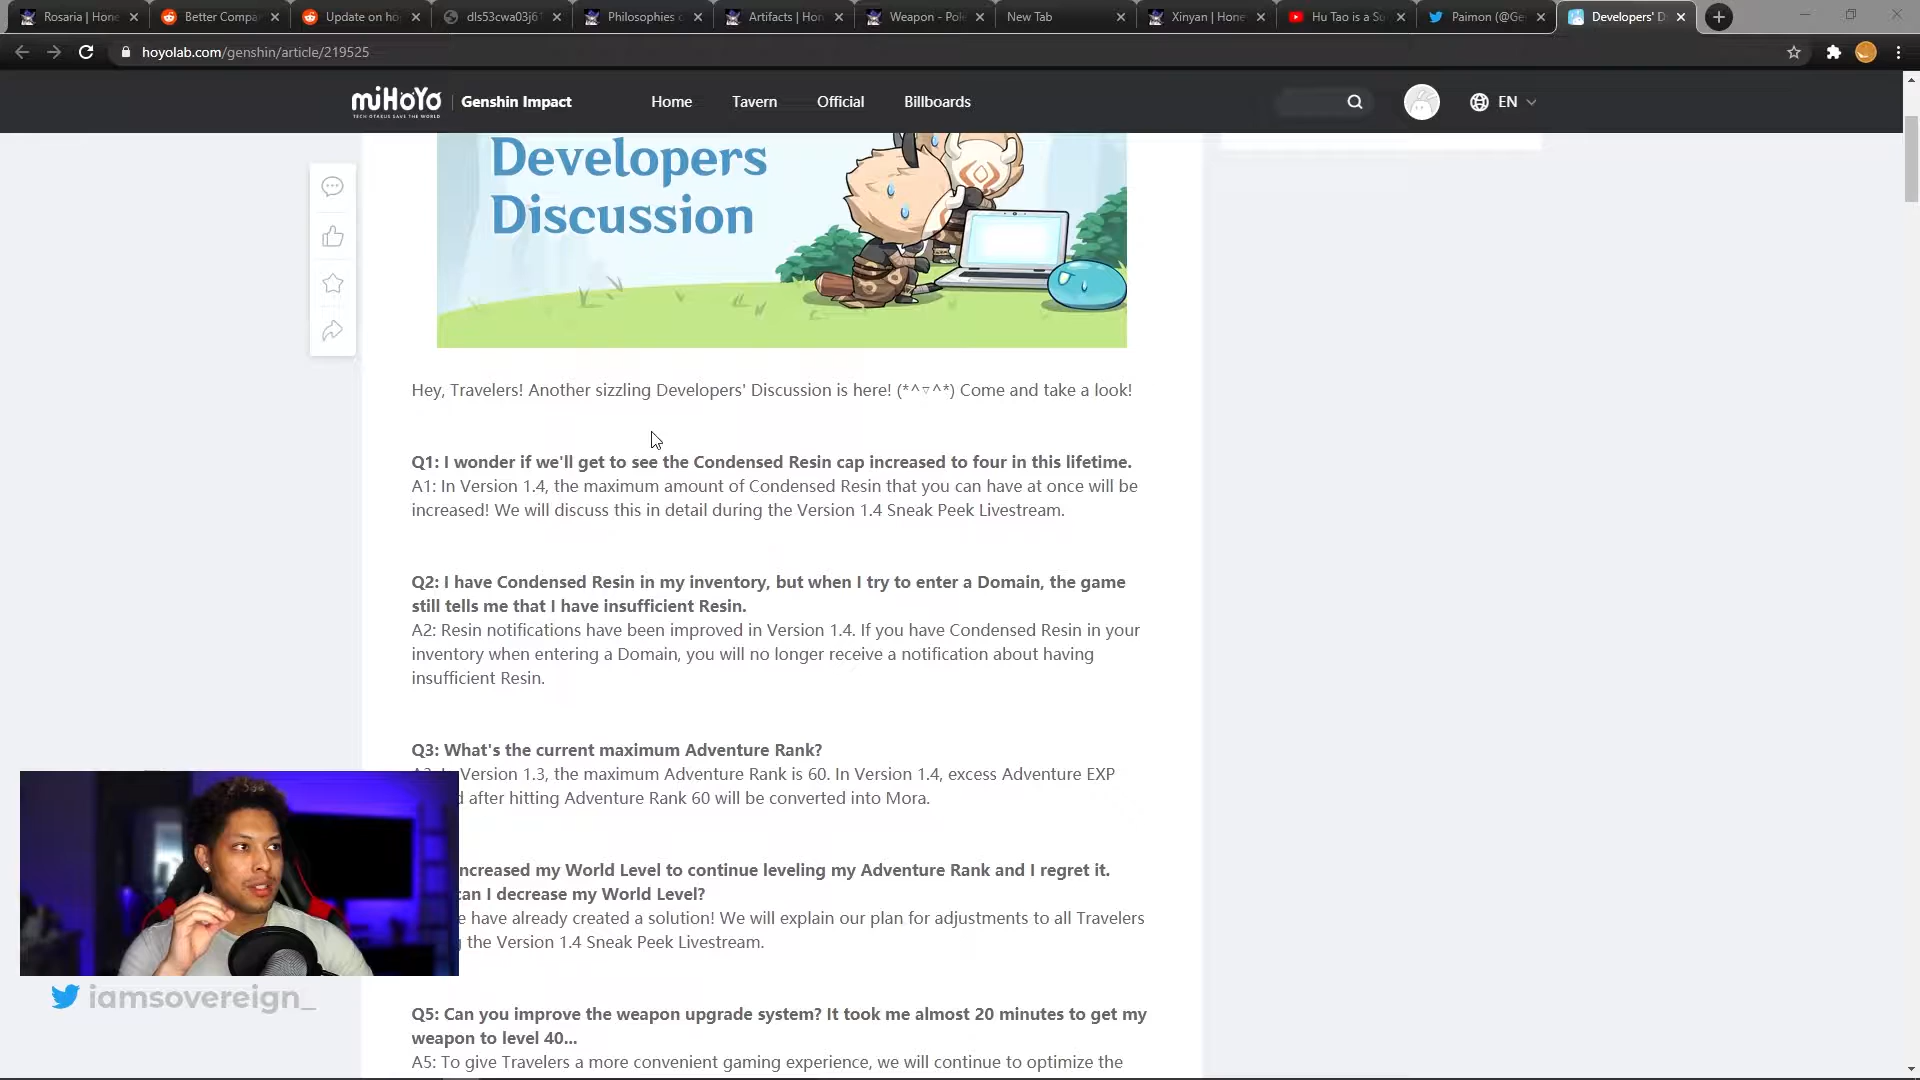 Rosaria | Hone
Better Compa
Update on ho
dls53cwa03j61
Philosophies
Artifacts | Hon
Weapon - Pole
New Tab
Xinyan | Hone
Hu Tao is a Su
Paimon (@Ge
Developers' D
hoyolab.com/genshin/article/219525
miHoYo
TECH OTAKUS SAVE THE WORLD
Genshin Impact
Home
Tavern
Official
Billboards
EN
Developers
Discussion
Hey, Travelers! Another sizzling Developers' Discussion is here! (*^▽^*) Come and take a look!
Q1: I wonder if we'll get to see the Condensed Resin cap increased to four in this lifetime.
A1: In Version 1.4, the maximum amount of Condensed Resin that you can have at once will be
increased! We will discuss this in detail during the Version 1.4 Sneak Peek Livestream.
Q2: I have Condensed Resin in my inventory, but when I try to enter a Domain, the game
still tells me that I have insufficient Resin.
A2: Resin notifications have been improved in Version 1.4. If you have Condensed Resin in your
inventory when entering a Domain, you will no longer receive a notification about having
insufficient Resin.
Q3: What's the current maximum Adventure Rank?
Version 1.3, the maximum Adventure Rank is 60. In Version 1.4, excess Adventure EXP
after hitting Adventure Rank 60 will be converted into Mora.
ncreased my World Level to continue leveling my Adventure Rank and I regret it.
can I decrease my World Level?
e have already created a solution! We will explain our plan for adjustments to all Travelers
the Version 1.4 Sneak Peek Livestream.
iamsovereign_
Q5: Can you improve the weapon upgrade system? It took me almost 20 minutes to get my
weapon to level 40...
A5: To give Travelers a more convenient gaming experience, we will continue to optimize the